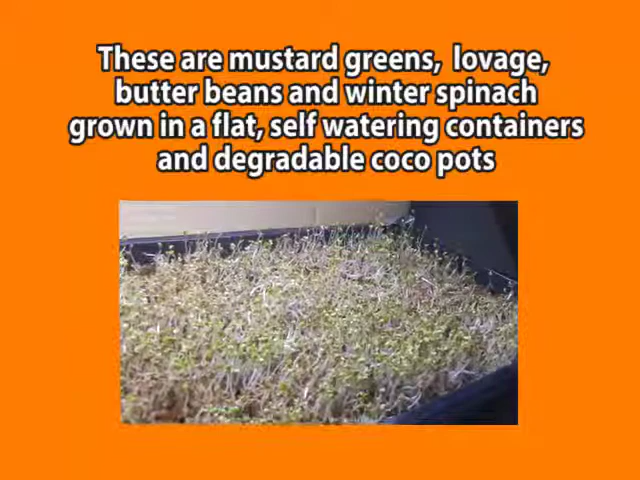 These are mustard greens, lovage,
butter beans and winter spinach
grown in a flat, self watering containers
and degradable coco pots